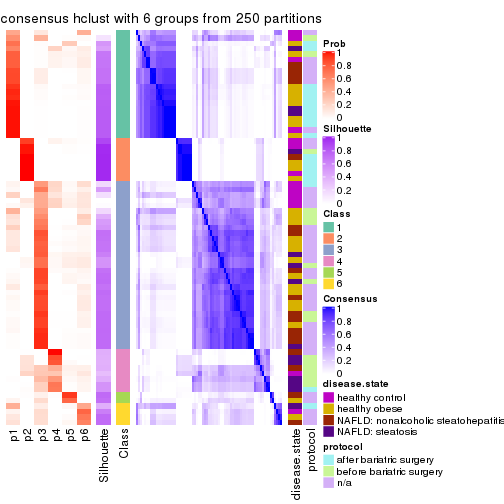 consensus hclust with 6 groups from 250 partitions
Prob
1
0.8
0.6
0.4
0.2
0
Silhouette
1
0.8
0.6
0.4
0.2
0
Class
1
2
3
4
5
6
Consensus
1
0.8
0.6
0.4
0.2
0
disease.state
healthy control
healthy obese
NAFLD: nonalcoholic steatohepatitis
NAFLD: steatosis
protocol
after bariatric surgery
before bariatric surgery
n/a
p1
p2
p3
p4
p5
p6
Silhouette
Class
disease.state
protocol